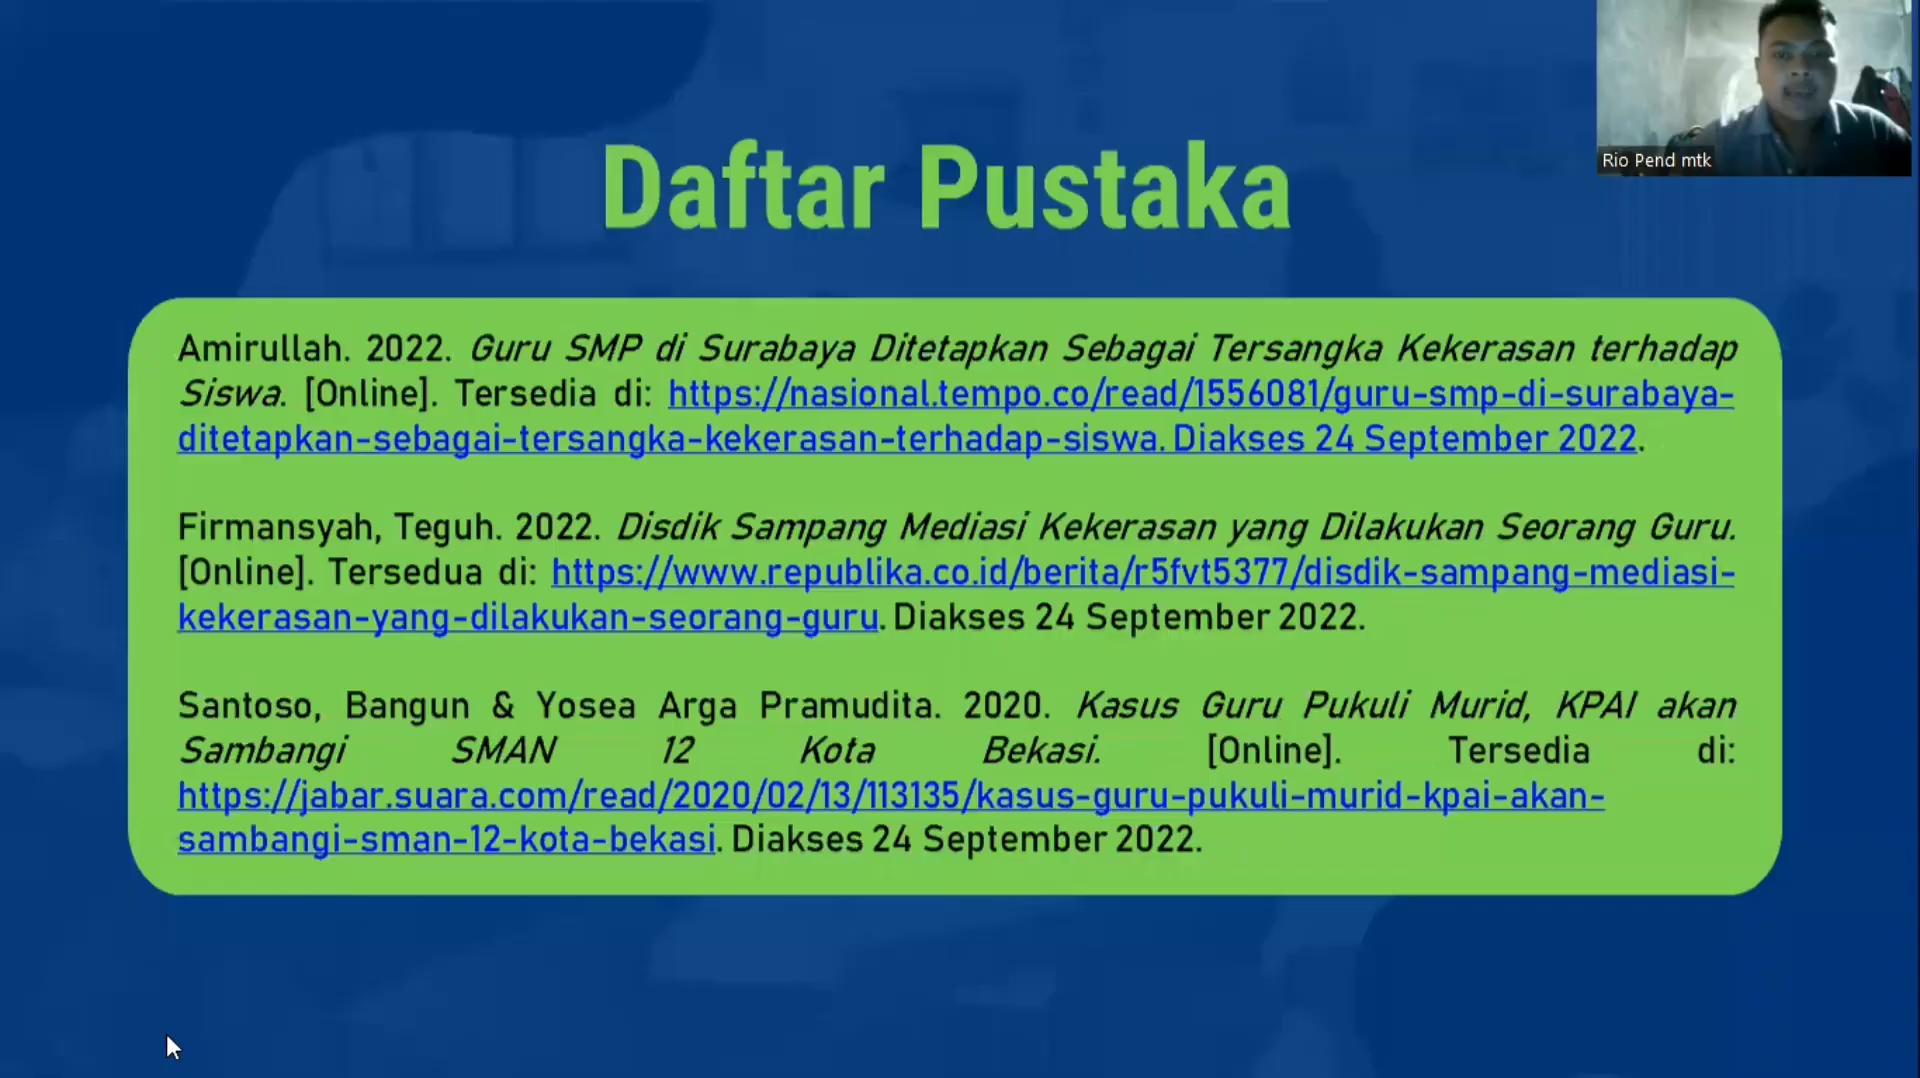 Rio Pend mtk
Daftar Pustaka
Amirullah. 2022. Guru SMP di Surabaya Ditetapkan Sebagai Tersangka Kekerasan terhadap
Siswa. [Online]. Tersedia di: https://nasional.tempo.co/read/1556081/guru-smp-di-surabaya-
ditetapkan-sebagai-tersangka-kekerasan-terhadap-siswa. Diakses 24 September 2022.
Firmansyah, Teguh. 2022. Disdik Sampang Mediasi Kekerasan yang Dilakukan Seorang Guru.
[Online]. Tersedua di: https://www.republika.co.id/berita/r5fvt5377/disdik-sampang-mediasi-
kekerasan-yang-dilakukan-seorang-guru. Diakses 24 September 2022.
Santoso, Bangun & Yosea Arga Pramudita. 2020. Kasus Guru Pukuli Murid, KPAI akan
Sambangi SMAN 12 Kota Bekasi. [Online]. Tersedia di:
https://jabar.suara.com/read/2020/02/13/113135/kasus-guru-pukuli-murid-kpai-akan-
sambangi-sman-12-kota-bekasi. Diakses 24 September 2022.